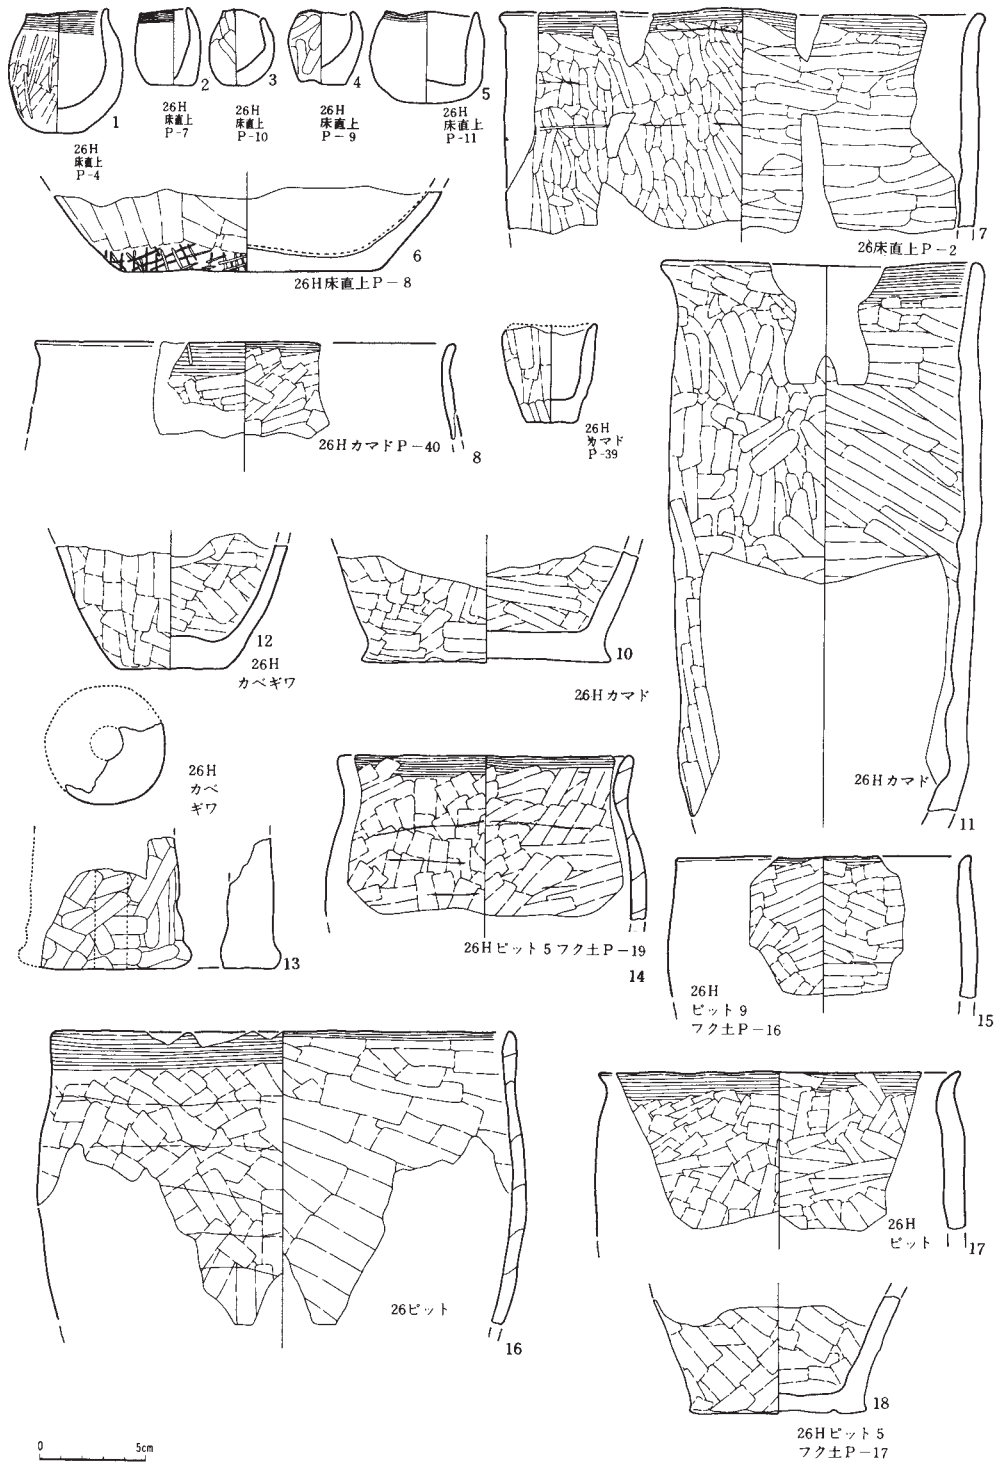 1
26H
床直上
P-4
2
26H
床直上
P-7
3
26H
床直上
P-10
4
26H
床直上
P-9
5
26H
床直上
P-11
6
26H床直上P-8
7
26床直上P-2
26HカマドP-40
8
26H
カマド
P-39
12
26H
カベギワ
10
26Hカマド
26Hカマド
11
26H
カベ
ギワ
13
26Hピット5フク土P-19
14
26H
ピット9
フク土P-16
15
26ピット
16
26H
ピット
17
18
26Hピット5
フク土P-17
0 5cm